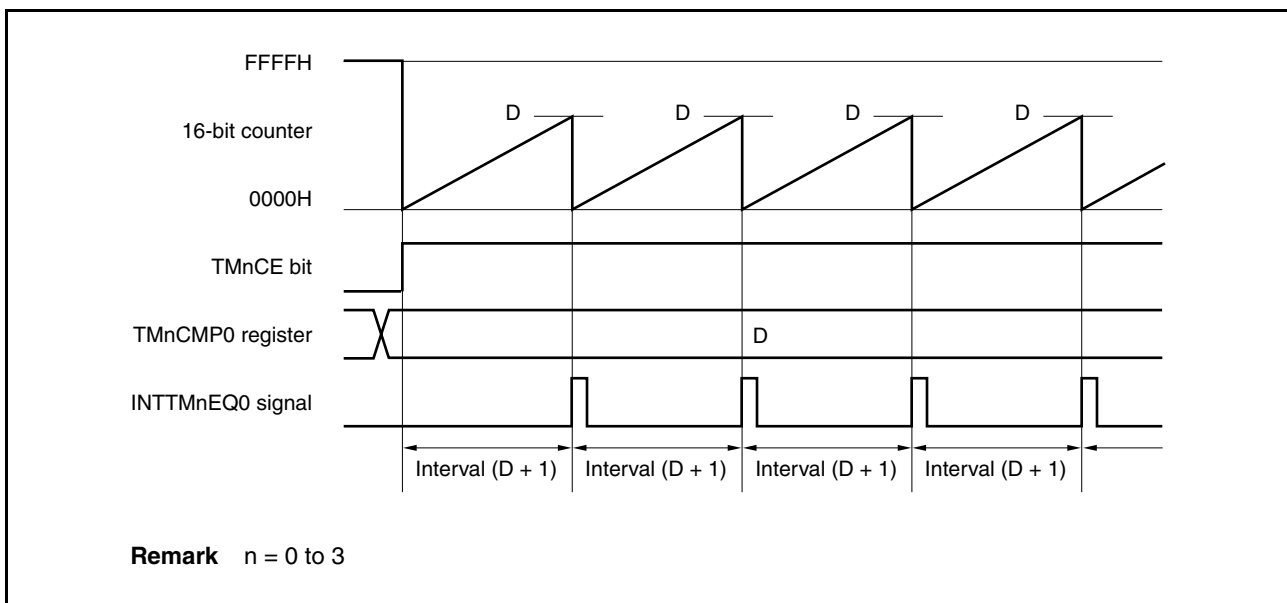 FFFFH
D D D D
16-bit counter
0000H
TMnCE bit
TMnCMP0 register
D
INTTMnEQ0 signal
Interval (D + 1) Interval (D + 1) Interval (D + 1) Interval (D + 1)
Remark n = 0 to 3